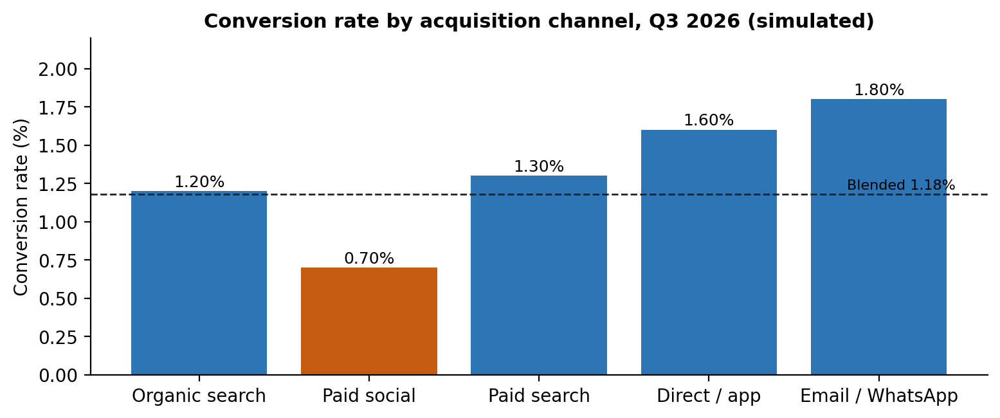 Conversion rate by acquisition channel, Q3 2026 (simulated)
Conversion rate (%)
2.00
1.75
1.50
1.25
1.00
0.75
0.50
0.25
0.00
1.20%
0.70%
1.30%
1.60%
1.80%
Blended 1.18%
Organic search
Paid social
Paid search
Direct / app
Email / WhatsApp